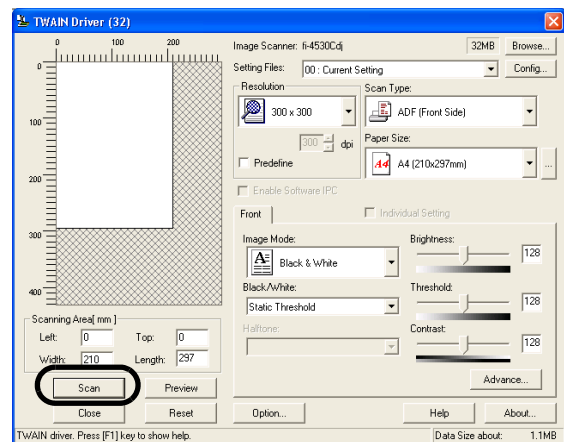 TWAIN Driver (32)
0 100 200
0
100
200
300
400
Image Scanner: fi-4530Cdj 32MB Browse...
Setting Files: 00 : Current Setting Config...
Resolution
300 x 300
300 dpi
Predefine
Scan Type:
ADF (Front Side)
Paper Size:
A4 A4 (210x297mm) ...
Enable Software IPC
Front Individual Setting
Image Mode:
A Black & White
Black/White:
Static Threshold
Halftone:
Brightness:
128
Threshold:
128
Contrast:
128
Advance...
Scanning Area[ mm ]
Left: 0 Top: 0
Width: 210 Length: 297
Scan Preview
Close Reset Option... Help About...
TWAIN driver. Press [F1] key to show help. Data Size about: 1.1MB